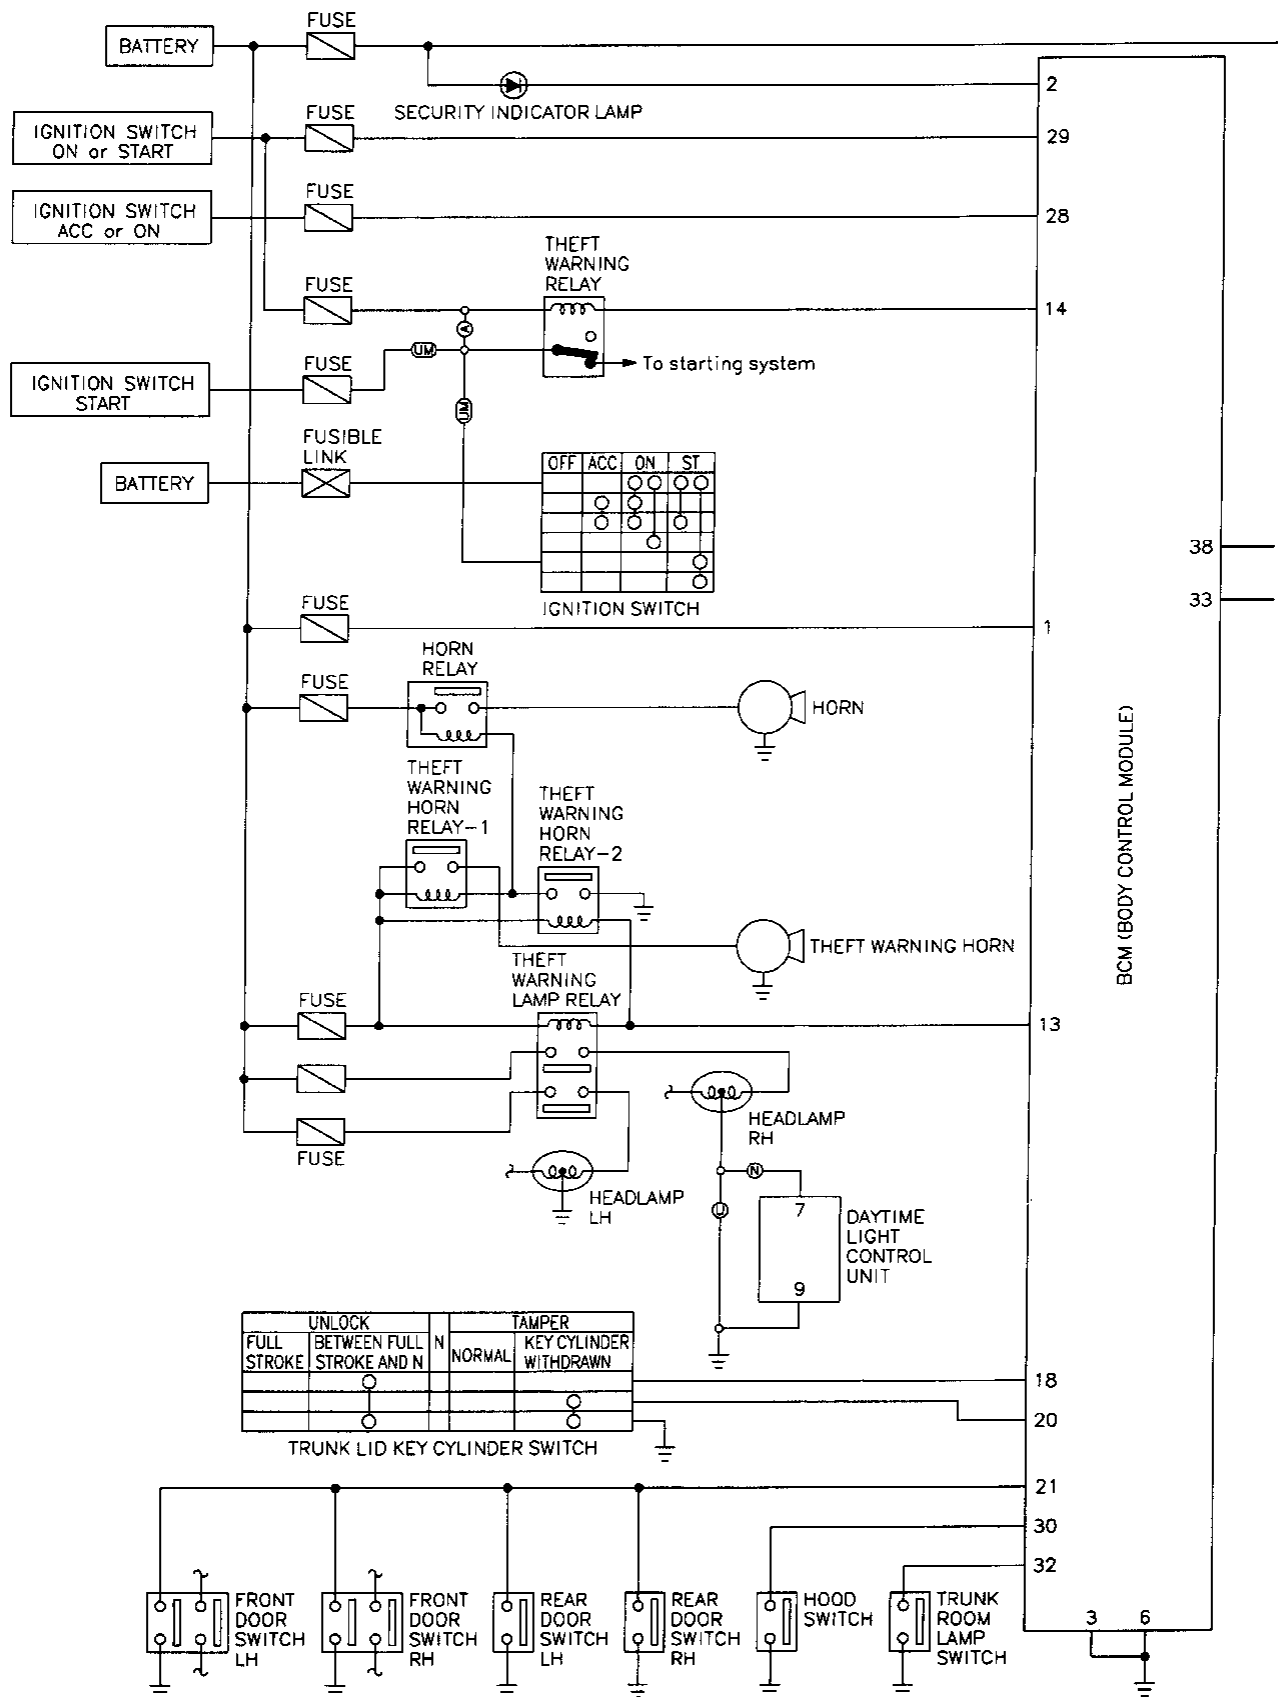 FUSE
BATTERY
2
SECURITY INDICATOR LAMP
FUSE
IGNITION SWITCH
ON or START
29
FUSE
IGNITION SWITCH
ACC or ON
28
THEFT
WARNING
RELAY
FUSE
14
A
UM
FUSE
To starting system
IGNITION SWITCH
START
UM
FUSIBLE
LINK
BATTERY
OFF ACC ON ST
IGNITION SWITCH
38
33
FUSE
1
HORN
RELAY
FUSE
HORN
BCM (BODY CONTROL MODULE)
THEFT
WARNING
HORN
RELAY-1
THEFT
WARNING
HORN
RELAY-2
THEFT WARNING HORN
THEFT
WARNING
LAMP RELAY
FUSE
13
FUSE
HEADLAMP
RH
HEADLAMP
LH
N
U
7
9
DAYTIME
LIGHT
CONTROL
UNIT
UNLOCK N TAMPER
FULL
STROKE
BETWEEN FULL
STROKE AND N
NORMAL
KEY CYLINDER
WITHDRAWN
18
20
TRUNK LID KEY CYLINDER SWITCH
21
30
32
FRONT
DOOR
SWITCH
LH
FRONT
DOOR
SWITCH
RH
REAR
DOOR
SWITCH
LH
REAR
DOOR
SWITCH
RH
HOOD
SWITCH
TRUNK
ROOM
LAMP
SWITCH
3 6